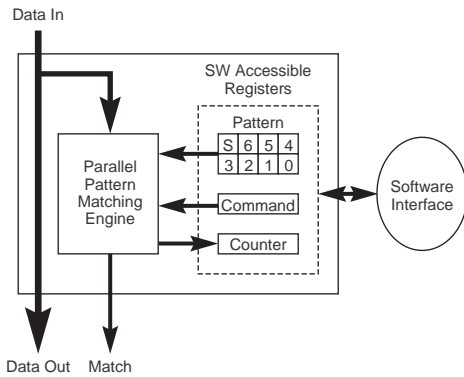 Data In
SW Accessible
Registers
Pattern
S 6 5 4
3 2 1 0
Parallel
Pattern
Matching
Engine
Command
Counter
Software
Interface
Data Out
Match